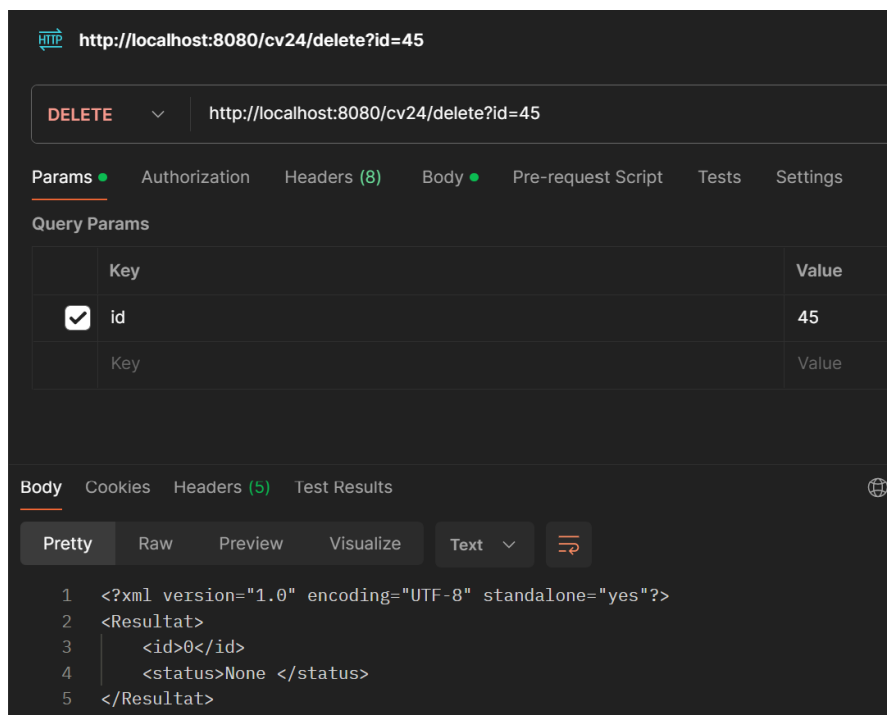 HTTP http://localhost:8080/cv24/delete?id=45
DELETE http://localhost:8080/cv24/delete?id=45
Params Authorization Headers (8) Body Pre-request Script Tests Settings
Query Params
Key Value
id 45
Key Value
Body Cookies Headers (5) Test Results
Pretty Raw Preview Visualize Text
1 <?xml version="1.0" encoding="UTF-8" standalone="yes"?>
2 <Resultat>
3 <id>0</id>
4 <status>None </status>
5 </Resultat>